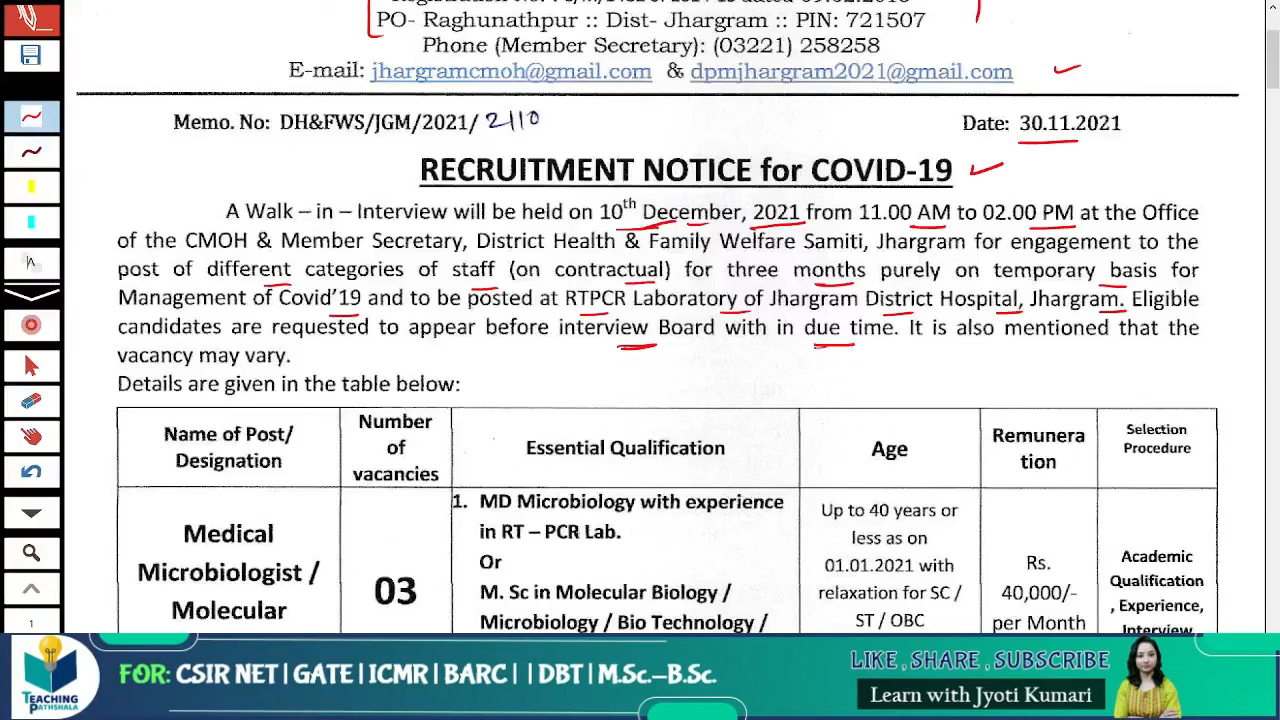 PO- Raghunathpur :: Dist- Jhargram :: PIN: 721507
Phone (Member Secretary): (03221) 258258
E-mail: jhargramcmoh@gmail.com & dpmjhargram2021@gmail.com
Memo. No: DH&FWS/JGM/2021/ 2110 Date: 30.11.2021
RECRUITMENT NOTICE for COVID-19
A Walk – in – Interview will be held on 10th December, 2021 from 11.00 AM to 02.00 PM at the Office
of the CMOH & Member Secretary, District Health & Family Welfare Samiti, Jhargram for engagement to the
post of different categories of staff (on contractual) for three months purely on temporary basis for
Management of Covid'19 and to be posted at RTPCR Laboratory of Jhargram District Hospital, Jhargram. Eligible
candidates are requested to appear before interview Board with in due time. It is also mentioned that the
vacancy may vary.
Details are given in the table below:
Name of Post/
Designation
Number
of
vacancies
Essential Qualification
Age
Remunera
tion
Selection
Procedure
Medical
Microbiologist /
Molecular
03
1. MD Microbiology with experience
in RT – PCR Lab.
Or
M. Sc in Molecular Biology /
Microbiology / Bio Technology /
Up to 40 years or
less as on
01.01.2021 with
relaxation for SC /
ST / OBC
Rs.
40,000/-
per Month
Academic
Qualification
, Experience,
Interview
1
TEACHING
PATHSHALA
FOR: CSIR NET | GATE | ICMR | BARC | | DBT | M.Sc.–B.Sc.
LIKE , SHARE , SUBSCRIBE
Learn with Jyoti Kumari